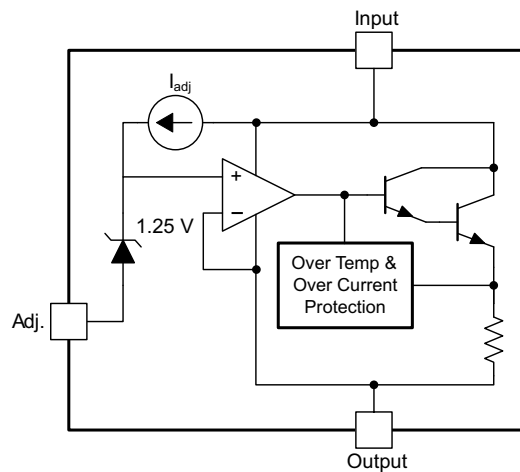 Input
I_adj
+
−
1.25 V
Over Temp &
Over Current
Protection
Adj.
Output